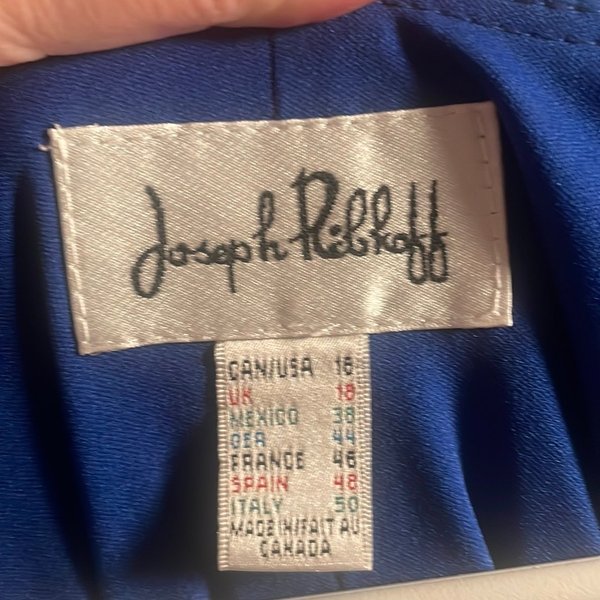 Joseph Ribkoff
CAN/USA 16
UK 18
MEXICO 38
GER 44
FRANCE 46
SPAIN 48
ITALY 50
MADE IN/FAIT AU
CANADA